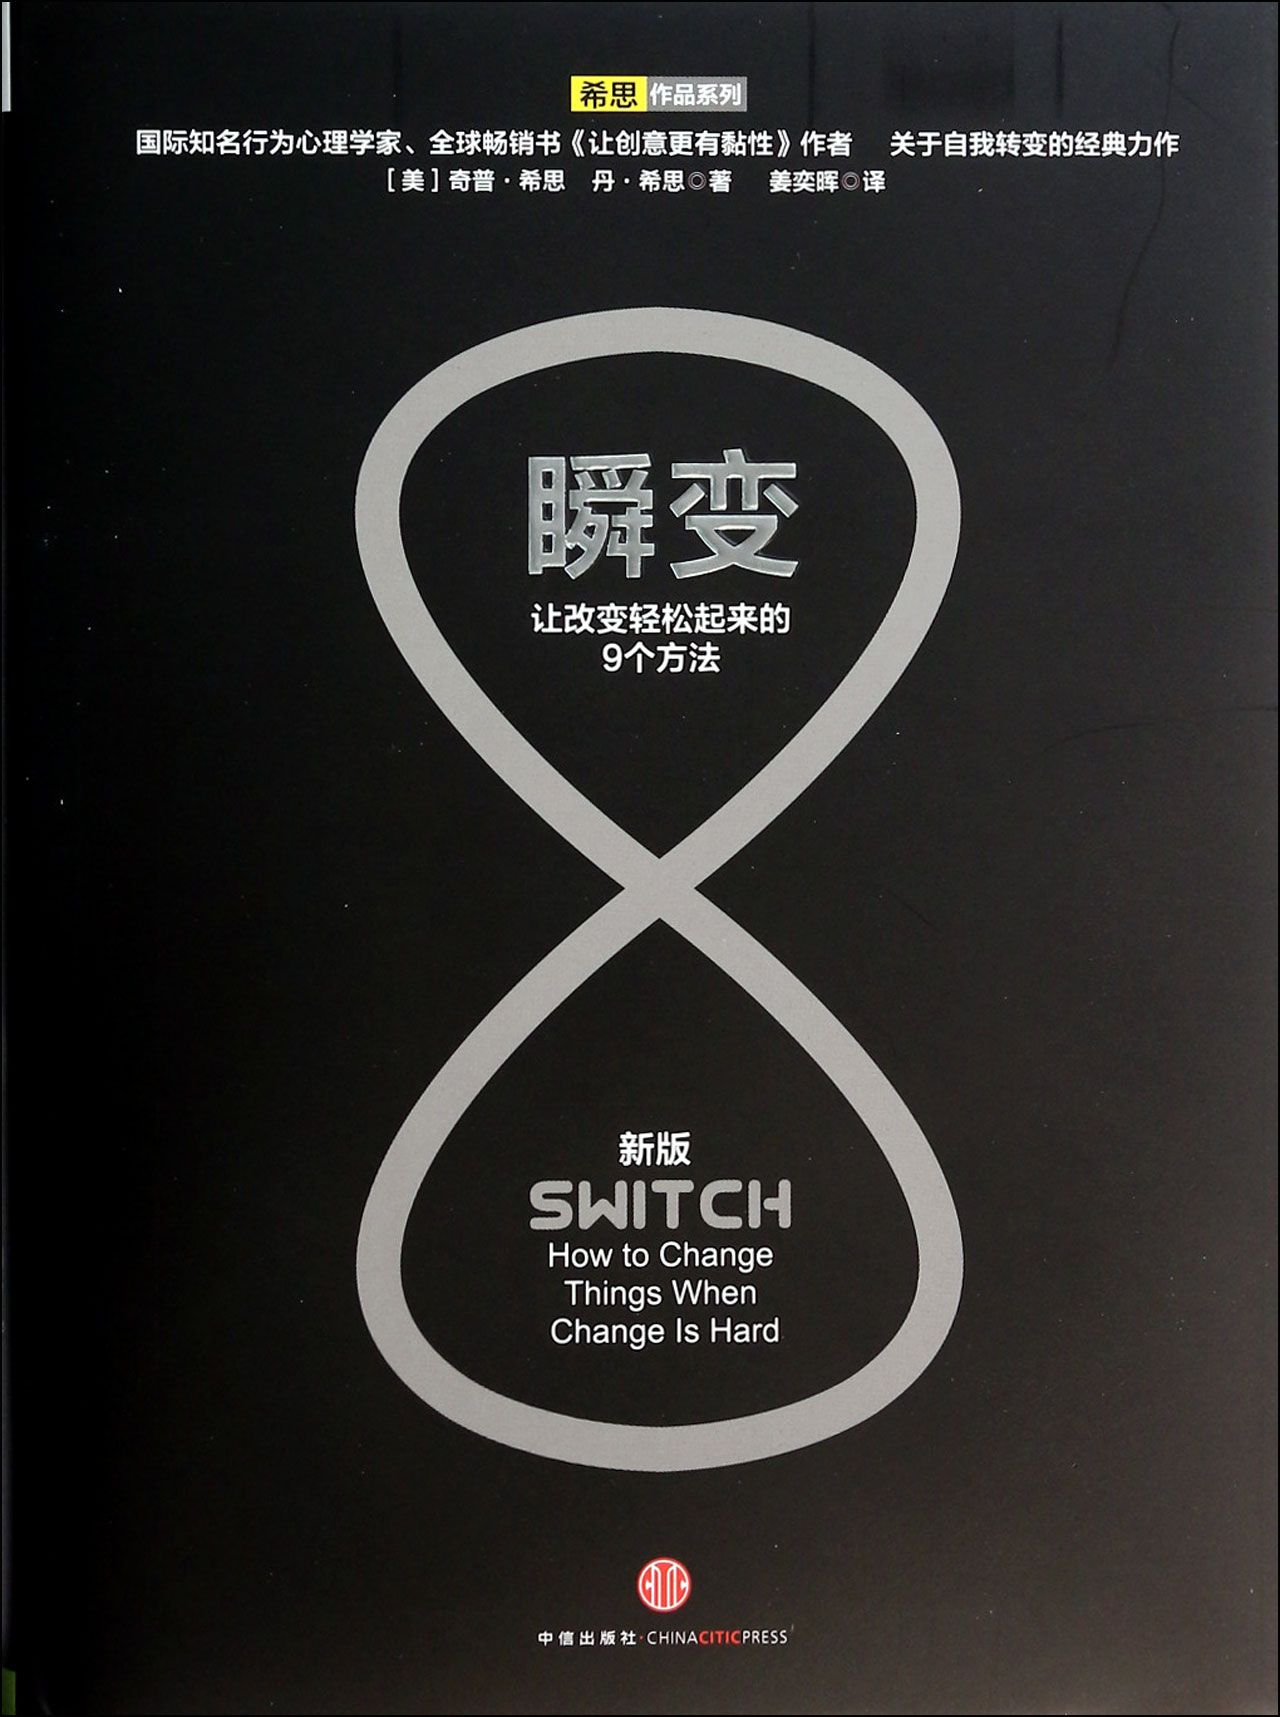 希思 作品系列
国际知名行为心理学家、全球畅销书《让创意更有黏性》作者 关于自我转变的经典力作
[美]奇普·希思 丹·希思◎著 姜奕晖◎译
瞬变
让改变轻松起来的
9个方法
新版
SWITCH
How to Change
Things When
Change Is Hard
中信出版社·CHINACITICPRESS